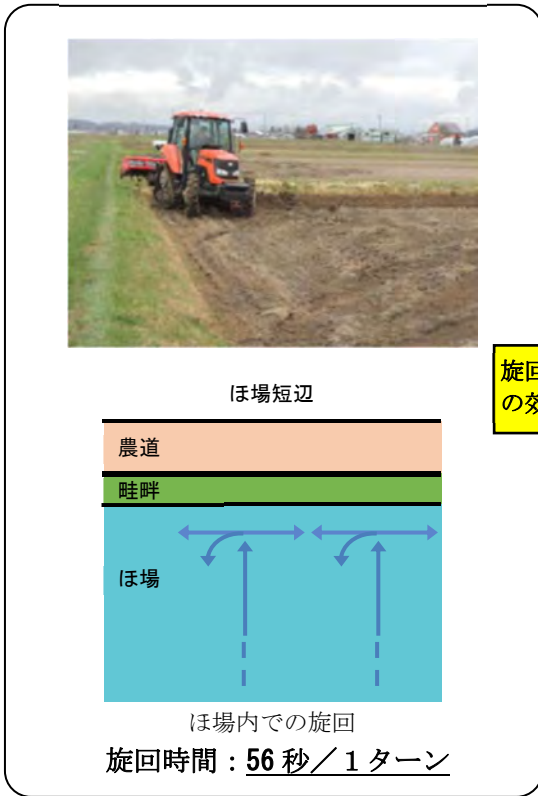 旋回
の効
ほ場短辺
農道
畦畔
ほ場
ほ場内での旋回
旋回時間：56秒／１ターン